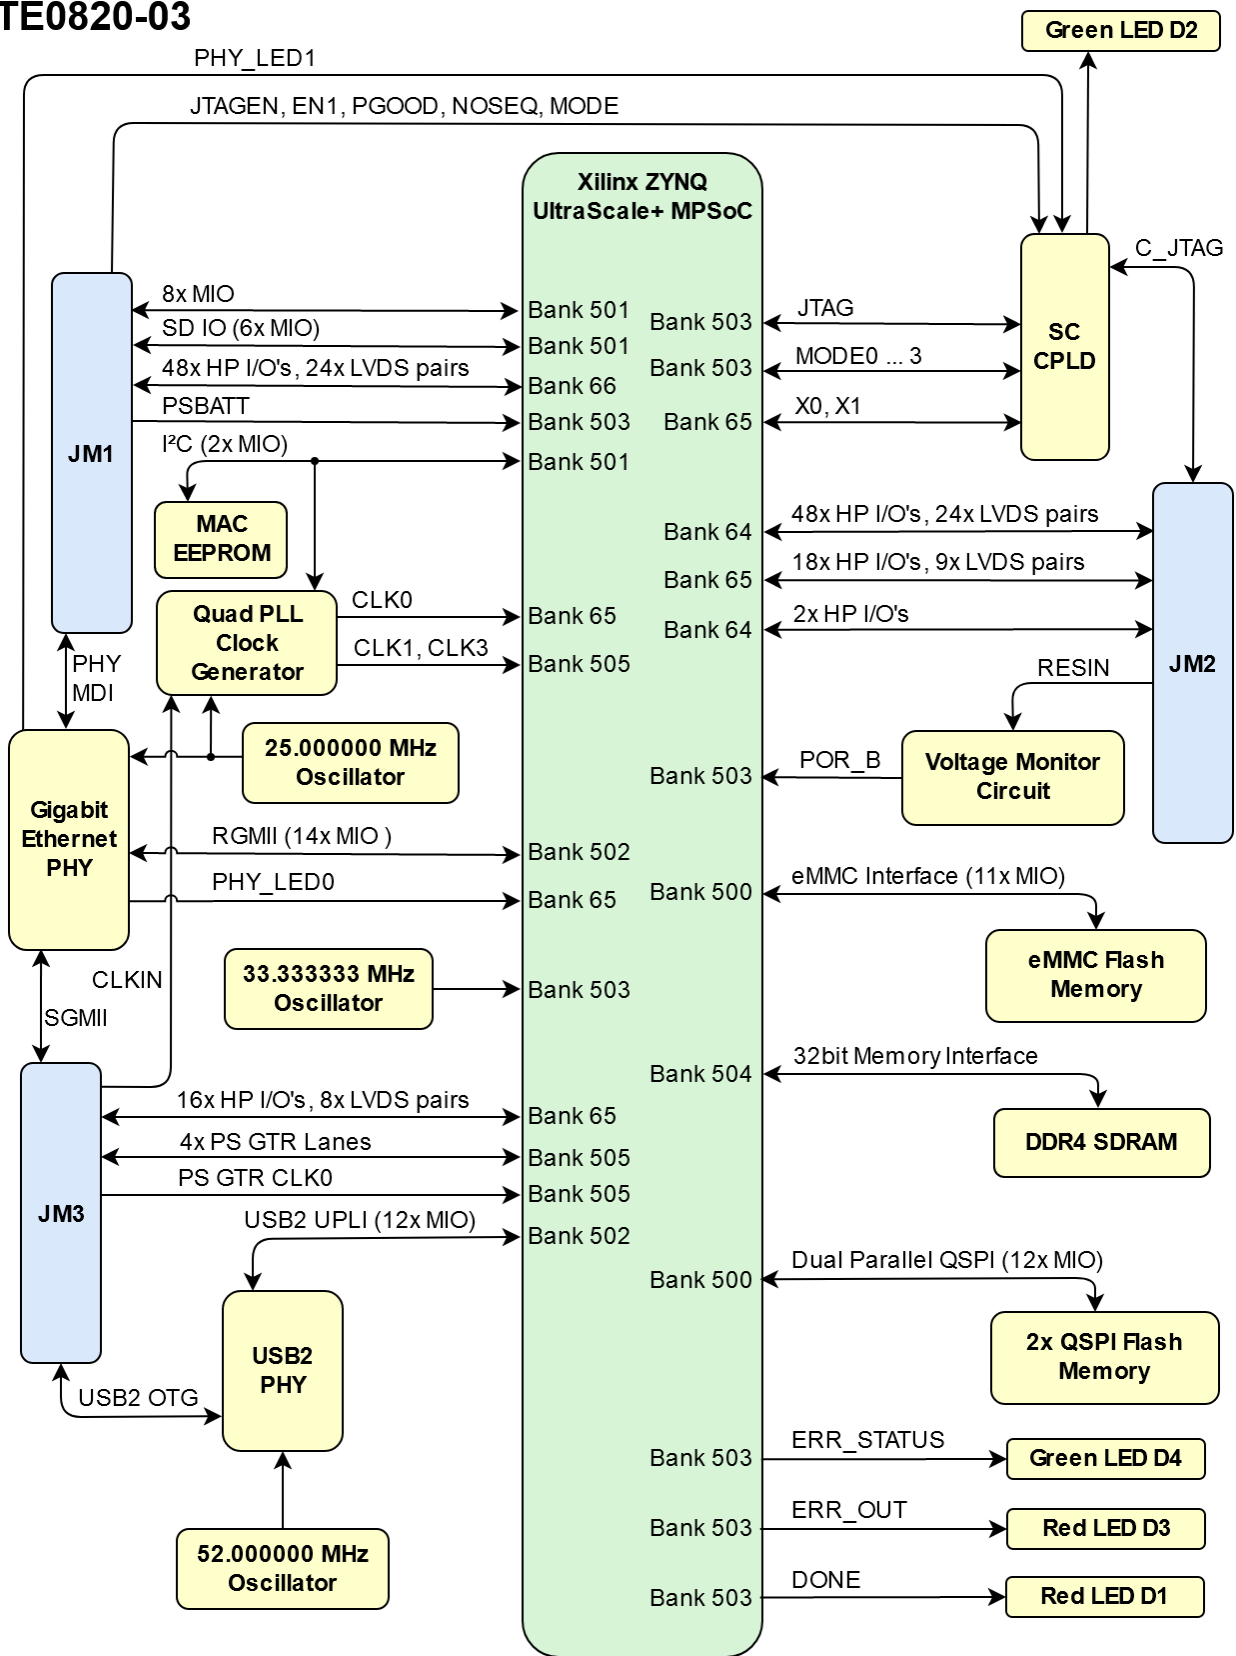 TE0820-03
Green LED D2
PHY_LED1
JTAGEN, EN1, PGOOD, NOSEQ, MODE
Xilinx ZYNQ
UltraScale+ MPSoC
C_JTAG
JM1
8x MIO
Bank 501
SD IO (6x MIO)
Bank 501
48x HP I/O's, 24x LVDS pairs
Bank 66
PSBATT
Bank 503
I²C (2x MIO)
Bank 501
Bank 503
JTAG
Bank 503
MODE0 ... 3
Bank 65
X0, X1
SC
CPLD
MAC
EEPROM
Quad PLL
Clock
Generator
CLK0
Bank 65
CLK1, CLK3
Bank 505
Bank 64
48x HP I/O's, 24x LVDS pairs
Bank 65
18x HP I/O's, 9x LVDS pairs
Bank 64
2x HP I/O's
JM2
RESIN
PHY
MDI
25.000000 MHz
Oscillator
Bank 503
POR_B
Voltage Monitor
Circuit
Gigabit
Ethernet
PHY
RGMII (14x MIO )
Bank 502
PHY_LED0
Bank 65
Bank 500
eMMC Interface (11x MIO)
eMMC Flash
Memory
CLKIN
SGMII
33.333333 MHz
Oscillator
Bank 503
Bank 504
32bit Memory Interface
DDR4 SDRAM
JM3
16x HP I/O's, 8x LVDS pairs
Bank 65
4x PS GTR Lanes
Bank 505
PS GTR CLK0
Bank 505
USB2 UPLI (12x MIO)
Bank 502
Bank 500
Dual Parallel QSPI (12x MIO)
2x QSPI Flash
Memory
USB2
PHY
USB2 OTG
Bank 503
ERR_STATUS
Green LED D4
Bank 503
ERR_OUT
Red LED D3
52.000000 MHz
Oscillator
Bank 503
DONE
Red LED D1